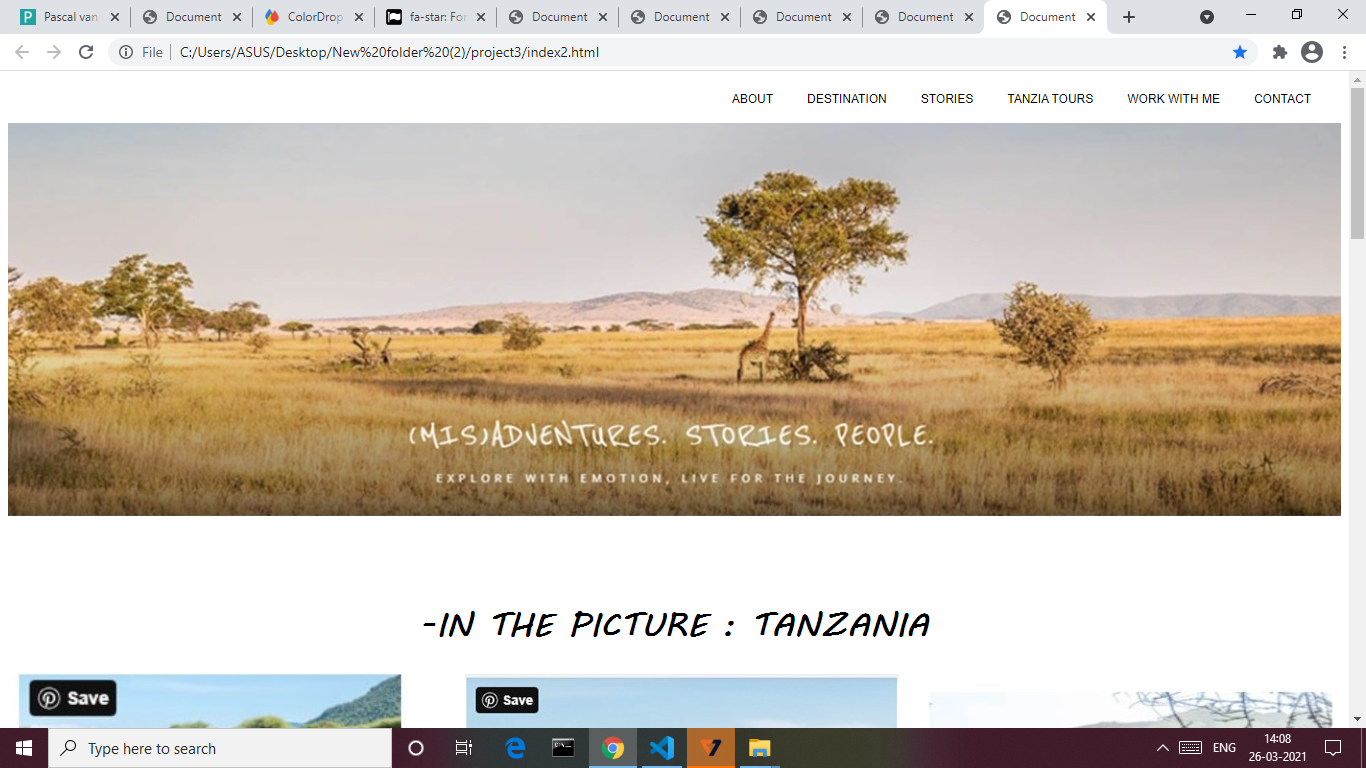 Pascal van
Document
ColorDrop
fa-star: For
Document
Document
Document
Document
Document
File
C:/Users/ASUS/Desktop/New%20folder%20(2)/project3/index2.html
ABOUT
DESTINATION
STORIES
TANZIA TOURS
WORK WITH ME
CONTACT
(MIS)ADVENTURES. STORIES. PEOPLE.
EXPLORE WITH EMOTION, LIVE FOR THE JOURNEY.
-IN THE PICTURE : TANZANIA
Save
Save
Type here to search
ENG
14:08
26-03-2021